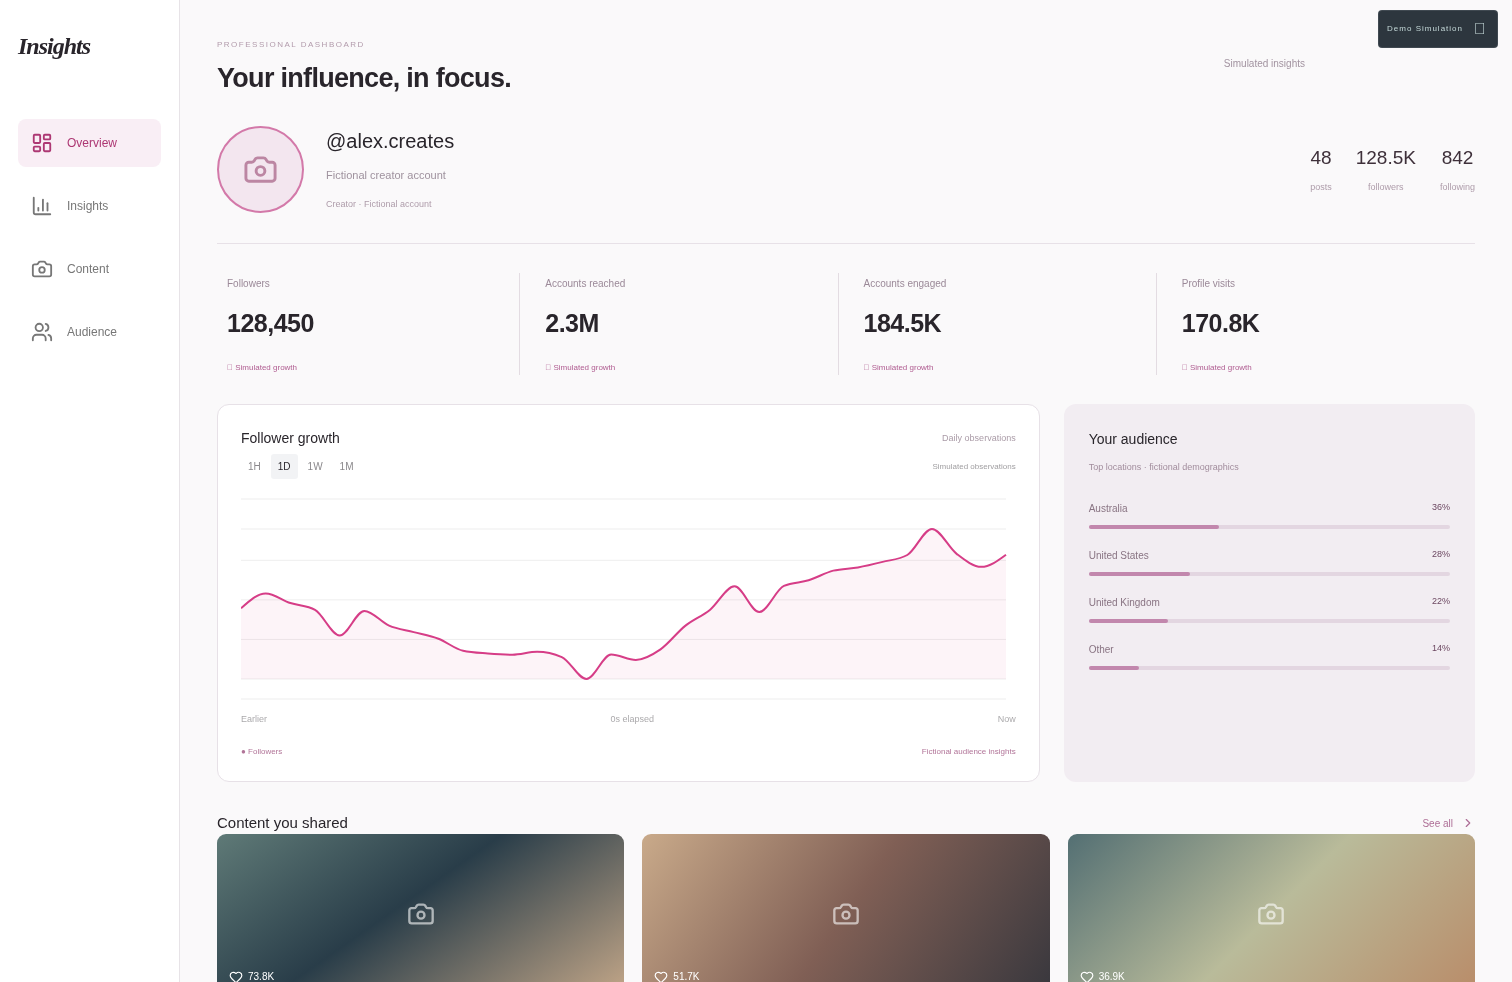 Insights
Overview
Insights
Content
Audience
Demo Simulation
PROFESSIONAL DASHBOARD
Your influence, in focus.
Simulated insights
@alex.creates
Fictional creator account
Creator · Fictional account
48
posts
128.5K
followers
842
following
Followers
128,450
Simulated growth
Accounts reached
2.3M
Simulated growth
Accounts engaged
184.5K
Simulated growth
Profile visits
170.8K
Simulated growth
Follower growth
Daily observations
1H 1D 1W 1M
Simulated observations
Earlier
0s elapsed
Now
● Followers
Fictional audience insights
Your audience
Top locations · fictional demographics
Australia 36%
United States 28%
United Kingdom 22%
Other 14%
Content you shared
See all
73.8K
51.7K
36.9K